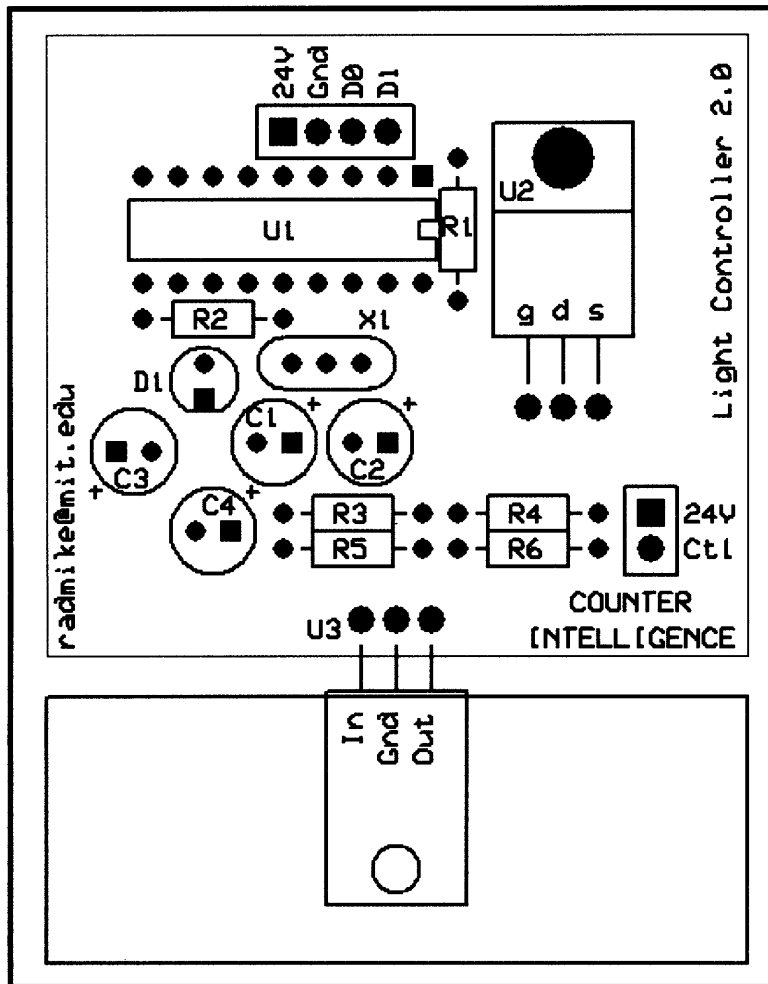 24V
Gnd
D0
D1
Light Controller 2.0
U2
U1
R1
g d s
R2
X1
D1
C1
C2
C3
C4
radmike@mit.edu
R3
R4
24V
R5
R6
Ctl
COUNTER
INTELLIGENCE
U3
In
Gnd
Out
+
+
+
+